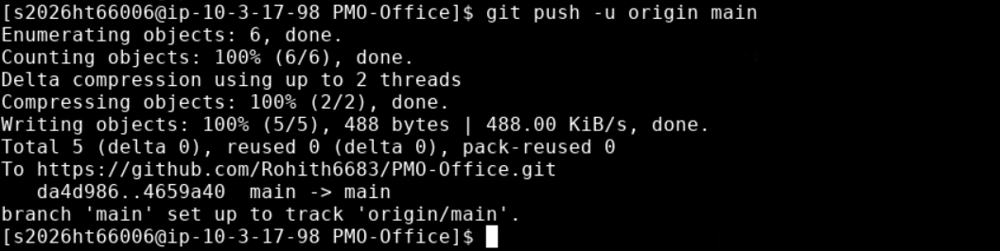 [s2026ht66006@ip-10-3-17-98 PMO-Office]$ git push -u origin main
Enumerating objects: 6, done.
Counting objects: 100% (6/6), done.
Delta compression using up to 2 threads
Compressing objects: 100% (2/2), done.
Writing objects: 100% (5/5), 488 bytes | 488.00 KiB/s, done.
Total 5 (delta 0), reused 0 (delta 0), pack-reused 0
To https://github.com/Rohith6683/PMO-Office.git
   da4d986..4659a40  main -> main
branch 'main' set up to track 'origin/main'.
[s2026ht66006@ip-10-3-17-98 PMO-Office]$